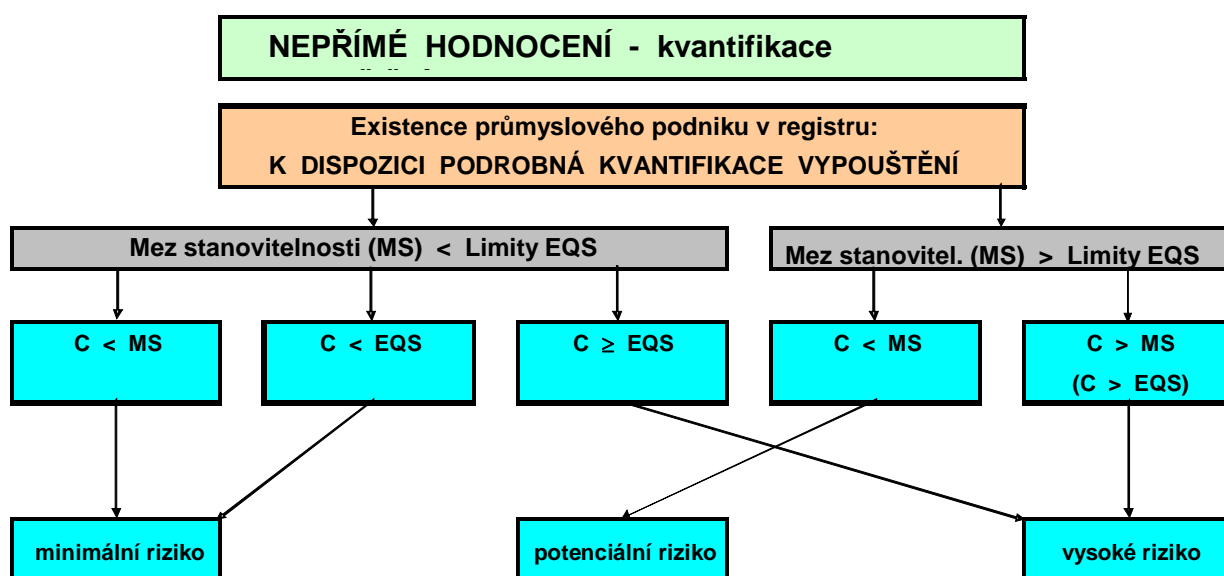 NEPŘÍMÉ HODNOCENÍ - kvantifikace
Existence průmyslového podniku v registru:
K DISPOZICI PODROBNÁ KVANTIFIKACE VYPOUŠTĚNÍ
Mez stanovitelnosti (MS) < Limity EQS
Mez stanovitel. (MS) > Limity EQS
C < MS
C < EQS
C ≥ EQS
C < MS
C > MS
(C > EQS)
minimální riziko
potenciální riziko
vysoké riziko